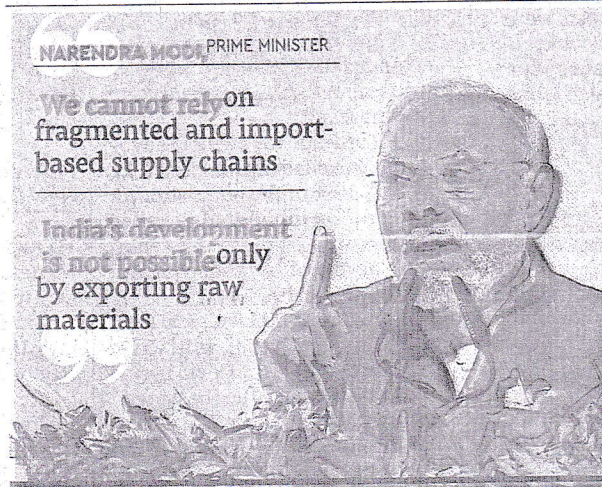 NARENDRA MODI, PRIME MINISTER
We cannot rely on
fragmented and import-
based supply chains
India's development
is not possible only
by exporting raw
materials